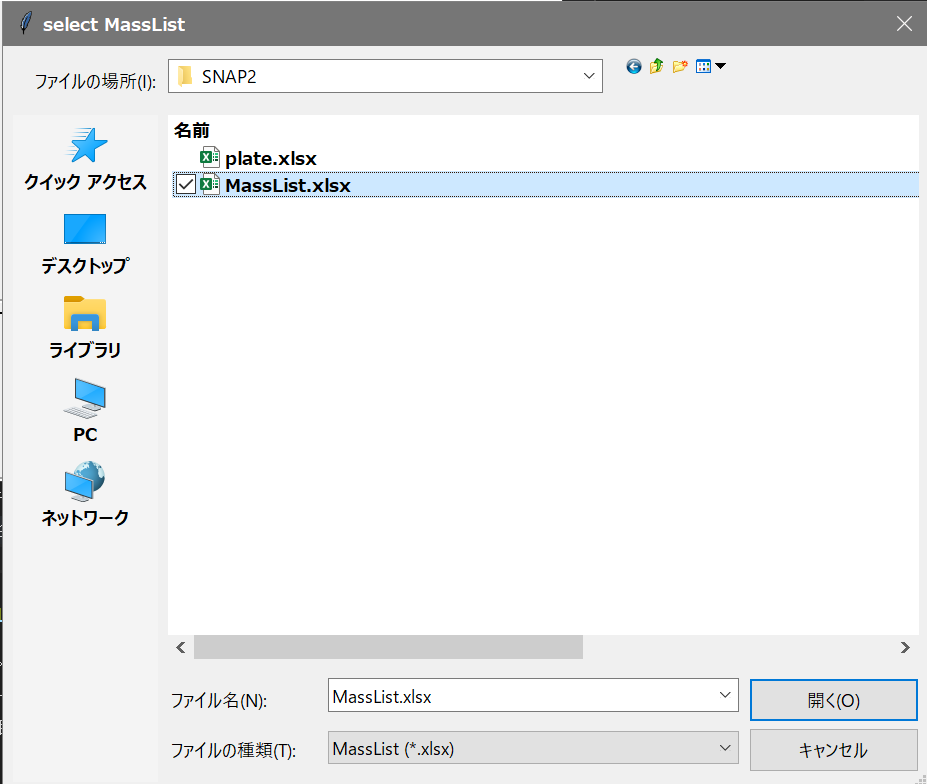 select MassList
ファイルの場所(I):
SNAP2
名前
plate.xlsx
MassList.xlsx
クイック アクセス
デスクトップ
ライブラリ
PC
ネットワーク
ファイル名(N):
MassList.xlsx
開く(O)
ファイルの種類(T):
MassList (*.xlsx)
キャンセル